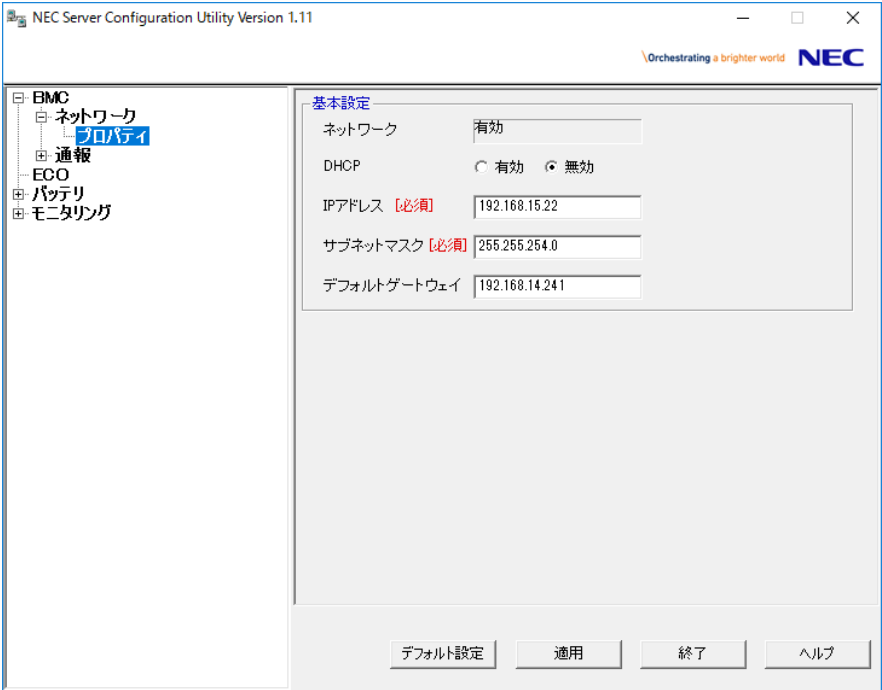 NEC Server Configuration Utility Version 1.11
\Orchestrating a brighter world NEC
BMC
ネットワーク
プロパティ
通報
ECO
バッテリ
モニタリング
基本設定
ネットワーク 有効
DHCP 有効 無効
IPアドレス [必須] 192.168.15.22
サブネットマスク [必須] 255.255.254.0
デフォルトゲートウェイ 192.168.14.241
デフォルト設定 適用 終了 ヘルプ